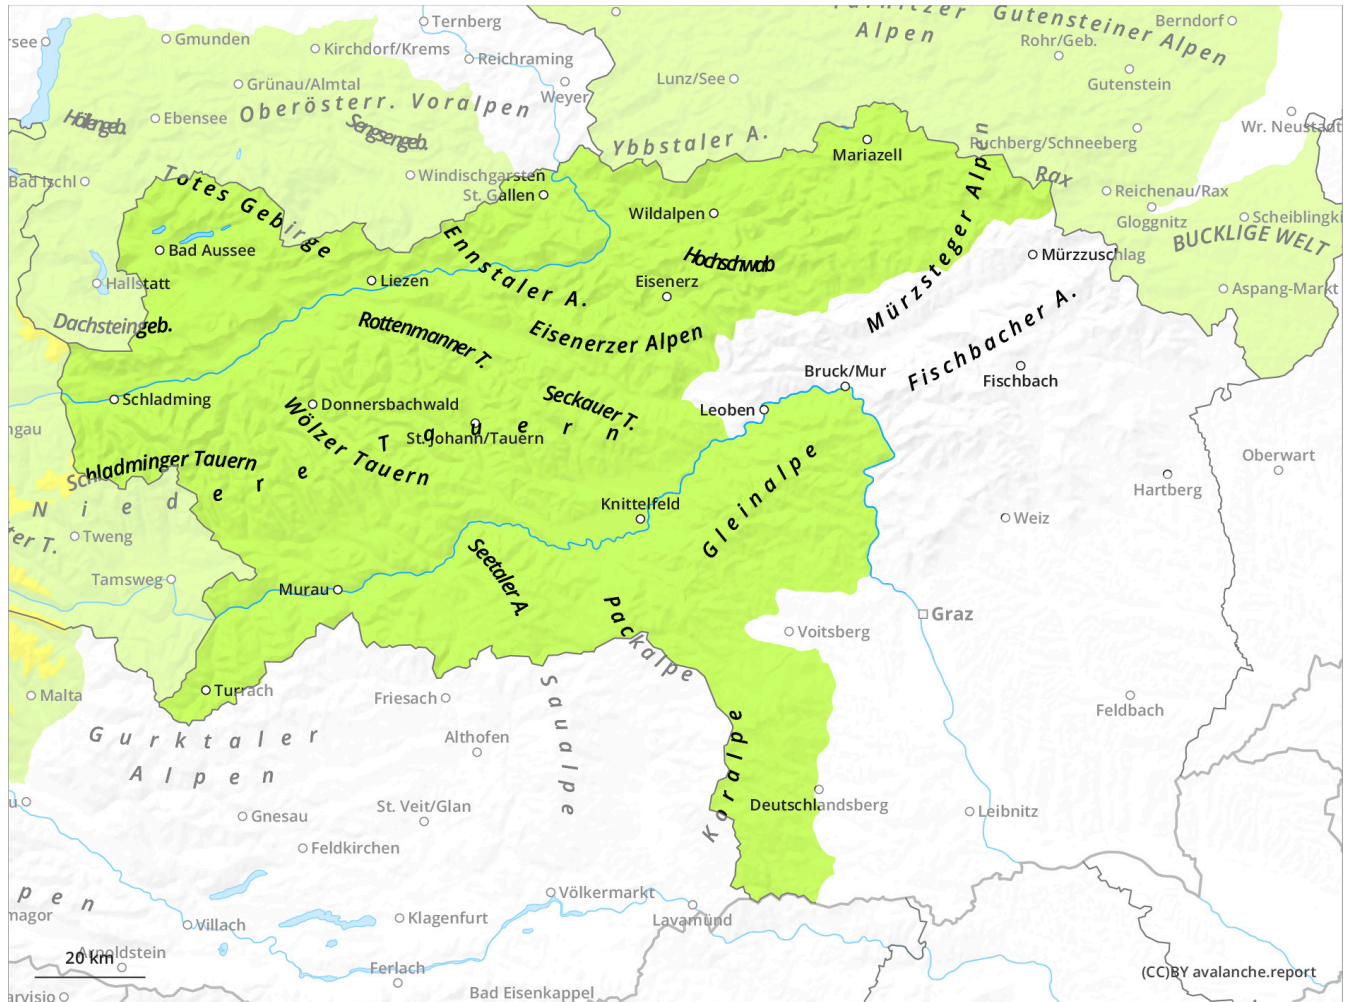 Ternberg
Gutensteiner Alpen
Berndorf
Alpen
Gmunden
Kirchdorf/Krems
Reichraming
Rohr/Geb.
Grünau/Almtal
Lunz/See
Gutenstein
Weyer
Oberösterr. Voralpen
Höllengeb.
Ebensee
Sengsengeb.
Wr. Neustadt
Ybbstaler A.
Mariazell
Puchberg/Schneeberg
Bad Ischl
Totes Gebirge
Windischgarsten
St. Gallen
Rax
Reichenau/Rax
Wildalpen
Gloggnitz
Scheiblingki
BUCKLIGE WELT
Bad Aussee
Ennstaler A.
Hochschwab
Mürzsteger Alpen
Mürzzuschlag
Hallstatt
Liezen
Eisenerz
Aspang-Markt
Dachsteingeb.
Rottenmanner T.
Eisenerzer Alpen
Fischbacher A.
Bruck/Mur
Fischbach
Schladming
Donnersbachwald
Seckauer T.
Leoben
Wölzer Tauern
St. Johann/Tauern
Schladminger Tauern
Niedere Tauern
Gleinalpe
Oberwart
Hartberg
Knittelfeld
Weiz
Tweng
Tamsweg
Murau
Seetaler A.
Packalpe
Graz
Voitsberg
Malta
Turrach
Friesach
Saualpe
Feldbach
Gurktaler
Alpen
Althofen
Koralpe
Deutschlandsberg
St. Veit/Glan
Gnesau
Leibnitz
Feldkirchen
Völkermarkt
Klagenfurt
Lavamünd
Villach
Arnoldstein
20 km
Ferlach
Bad Eisenkappel
(CC)BY avalanche.report